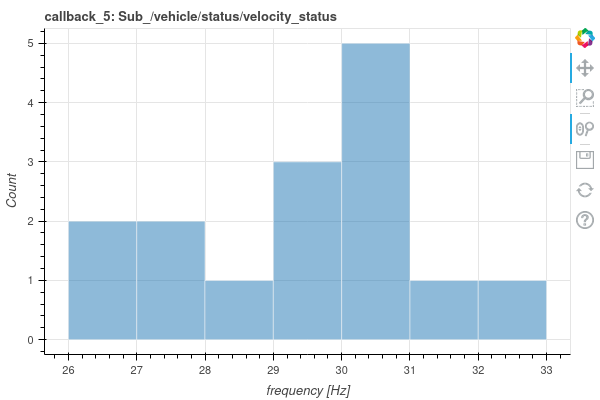 callback_5: Sub_/vehicle/status/velocity_status
5
4
3
2
1
0
Count
26 27 28 29 30 31 32 33
frequency [Hz]